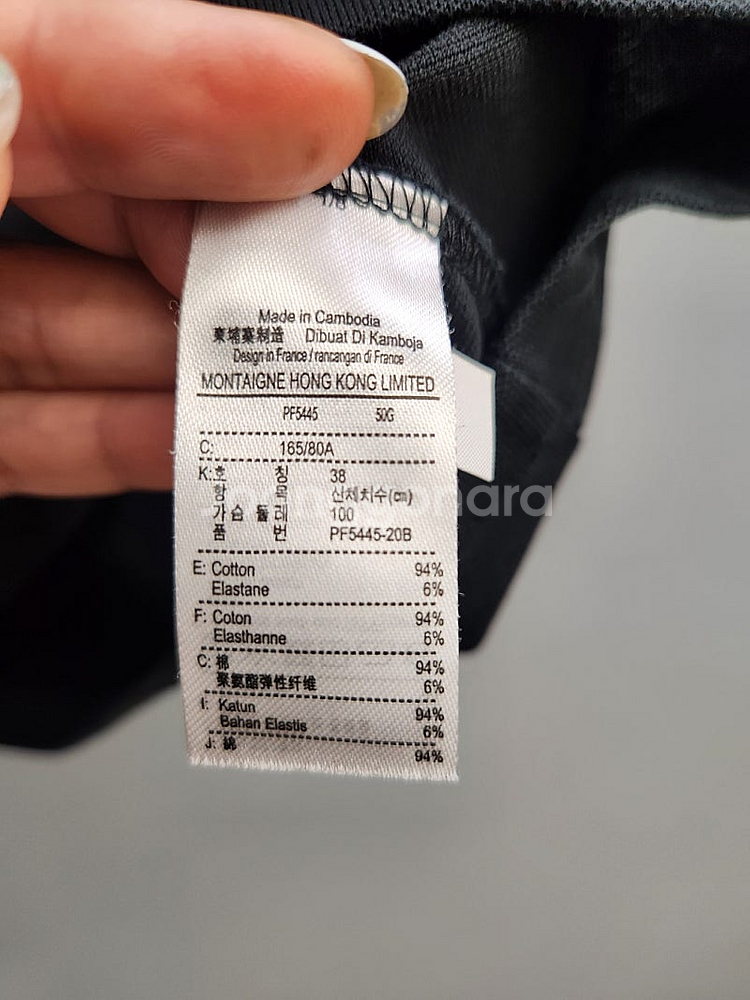 Made in Cambodia
柬埔寨制造 Dibuat Di Kamboja
Design in France / rancangan di France
MONTAIGNE HONG KONG LIMITED
PF5445 50G
C: 165/80A
K:호 칭 38
항 목 신체치수(㎝)
가 슴 둘 레 100
품 번 PF5445-20B
E: Cotton 94%
Elastane 6%
F: Coton 94%
Elasthanne 6%
C: 棉 94%
聚氨酯弹性纤维 6%
I: Katun 94%
Bahan Elastis 6%
J: 綿 94%